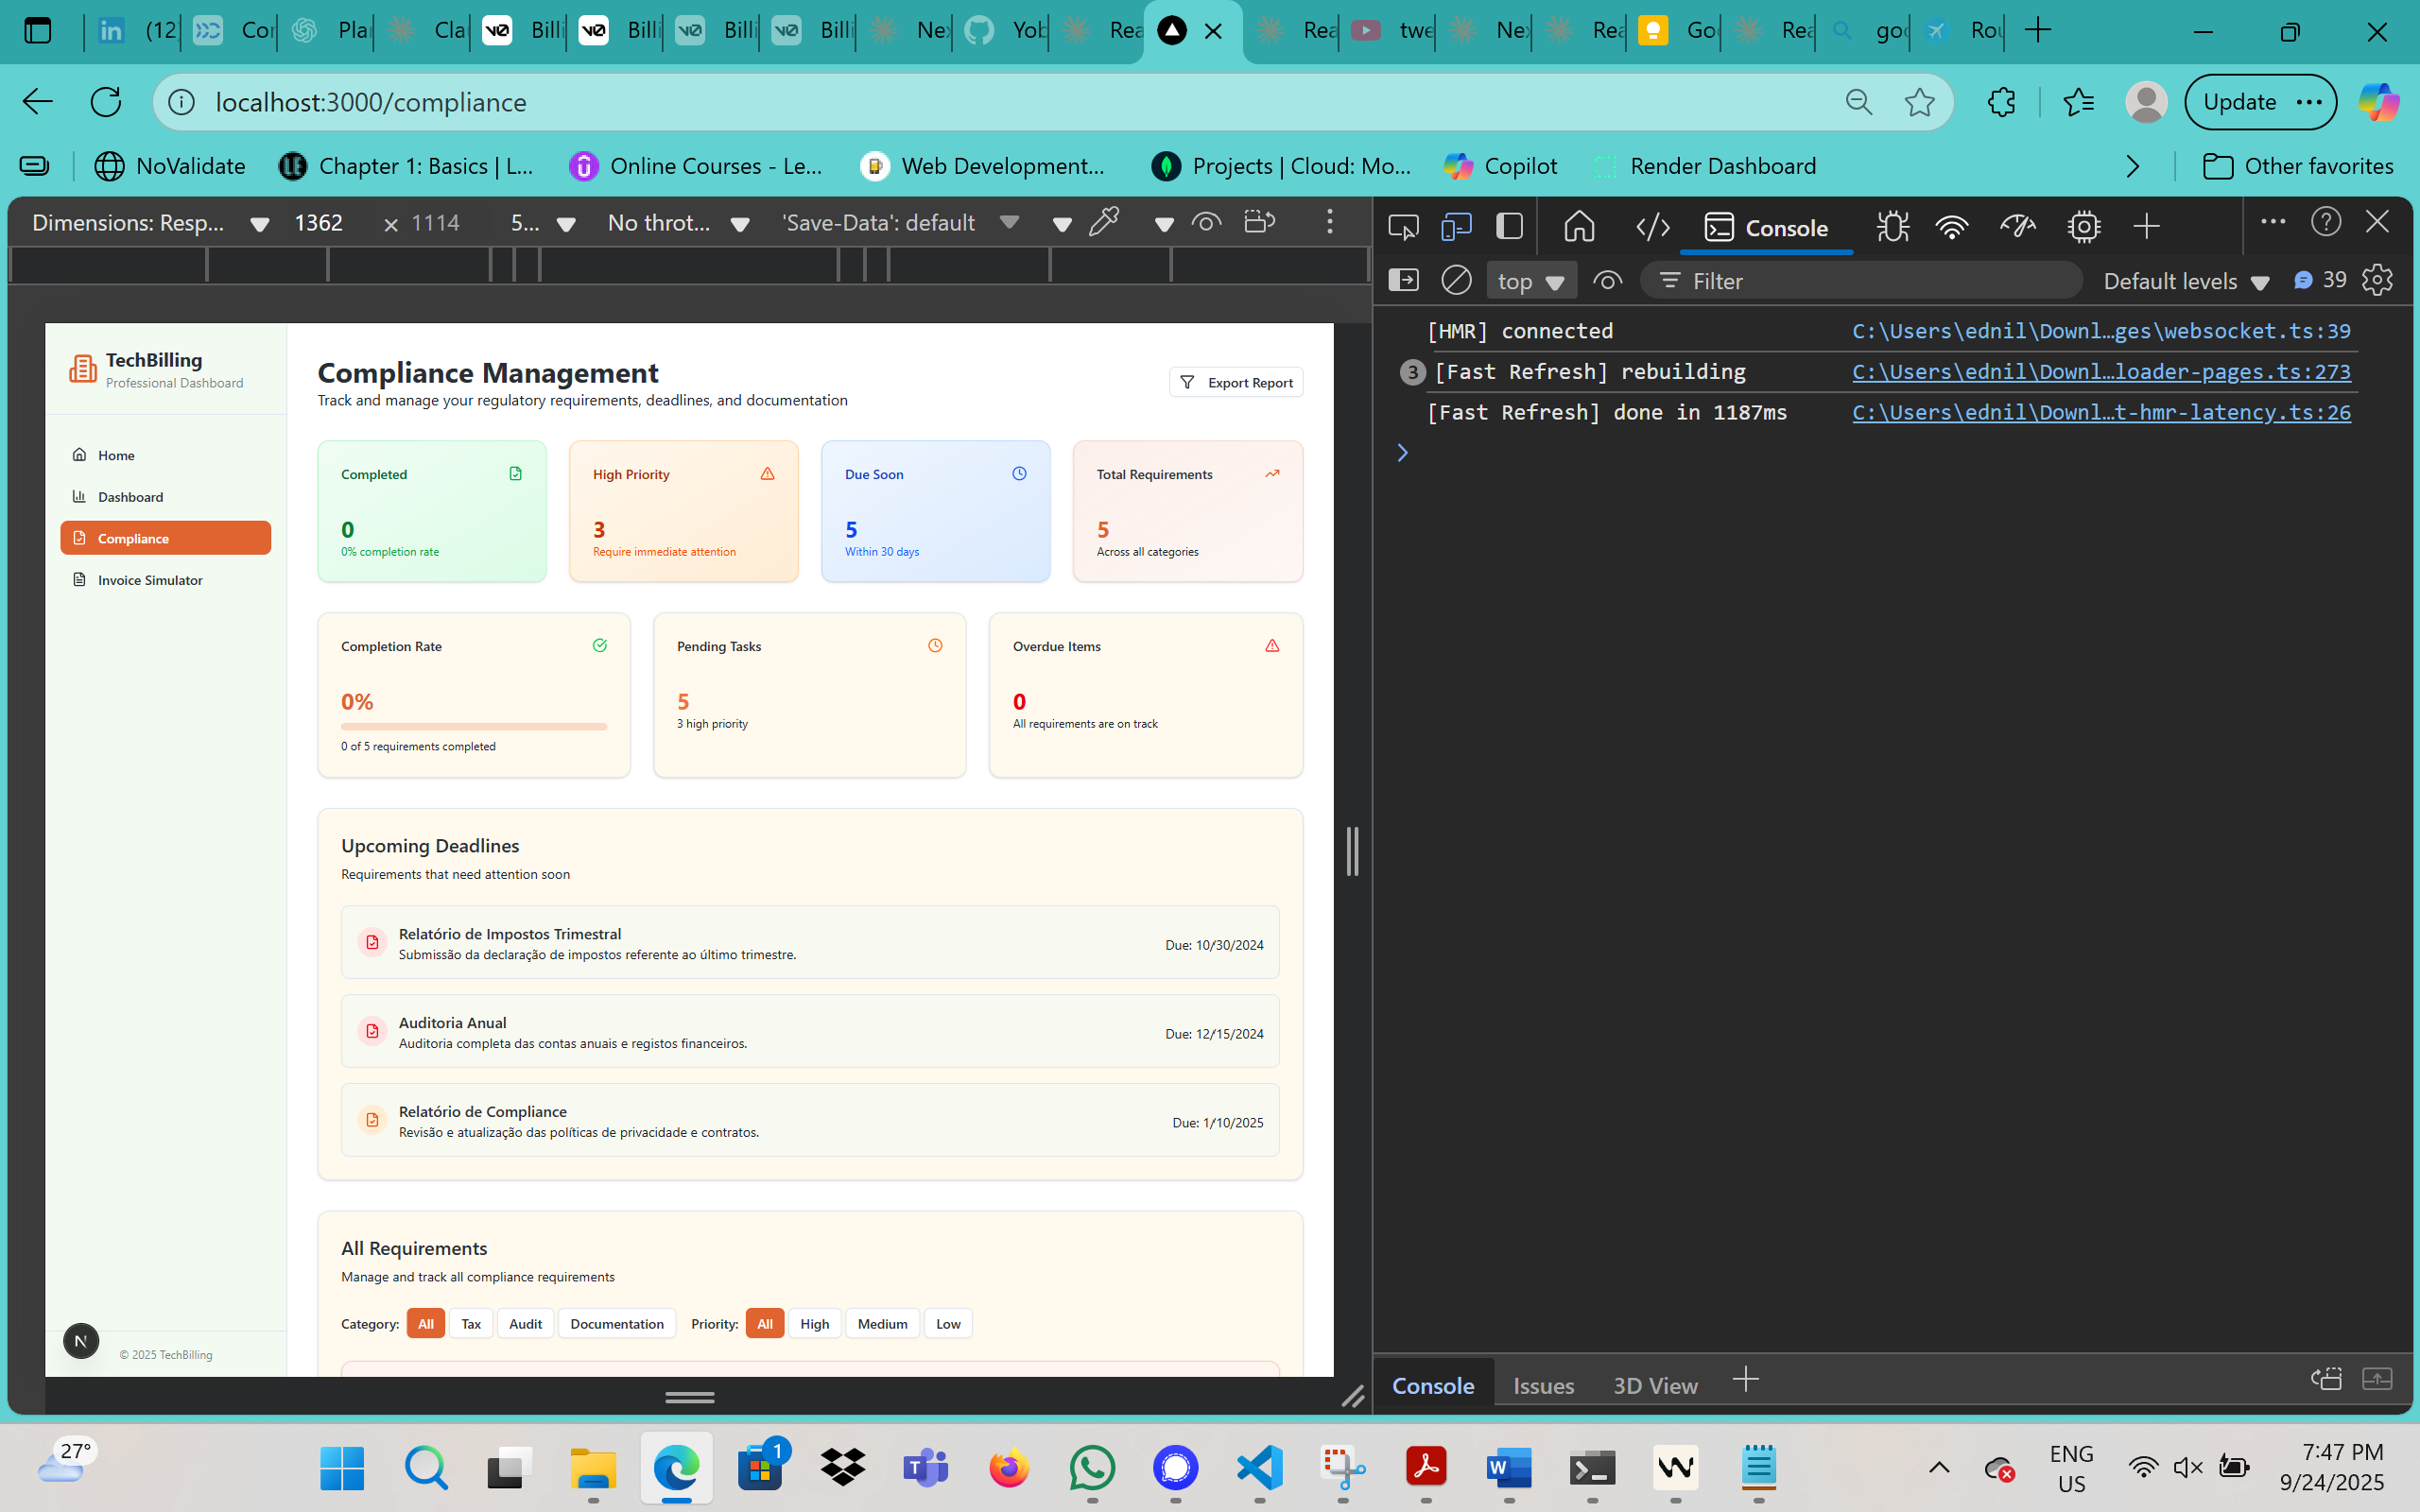 (12
Cor
Pla
Cla
Billi
Billi
Billi
Billi
Ne
Yob
Rea
Rea
twe
Ne
Rea
Go
Rea
go
Rou
localhost:3000/compliance
Update
NoValidate
Chapter 1: Basics | L...
Online Courses - Le...
Web Development...
Projects | Cloud: Mo...
Copilot
Render Dashboard
Other favorites
Dimensions: Resp... 1362 × 1114 5... No throt... 'Save-Data': default
Console
top
Filter
Default levels
39
[HMR] connected C:\Users\ednil\Downl…ges\websocket.ts:39
3 [Fast Refresh] rebuilding C:\Users\ednil\Downl…loader-pages.ts:273
[Fast Refresh] done in 1187ms C:\Users\ednil\Downl…t-hmr-latency.ts:26
TechBilling
Professional Dashboard
Home
Dashboard
Compliance
Invoice Simulator
N
© 2025 TechBilling
Compliance Management
Track and manage your regulatory requirements, deadlines, and documentation
Export Report
Completed
0
0% completion rate
High Priority
3
Require immediate attention
Due Soon
5
Within 30 days
Total Requirements
5
Across all categories
Completion Rate
0%
0 of 5 requirements completed
Pending Tasks
5
3 high priority
Overdue Items
0
All requirements are on track
Upcoming Deadlines
Requirements that need attention soon
Relatório de Impostos Trimestral
Submissão da declaração de impostos referente ao último trimestre.
Due: 10/30/2024
Auditoria Anual
Auditoria completa das contas anuais e registos financeiros.
Due: 12/15/2024
Relatório de Compliance
Revisão e atualização das políticas de privacidade e contratos.
Due: 1/10/2025
All Requirements
Manage and track all compliance requirements
Category: All Tax Audit Documentation Priority: All High Medium Low
Console
Issues
3D View
27°
1
ENG
US
7:47 PM
9/24/2025